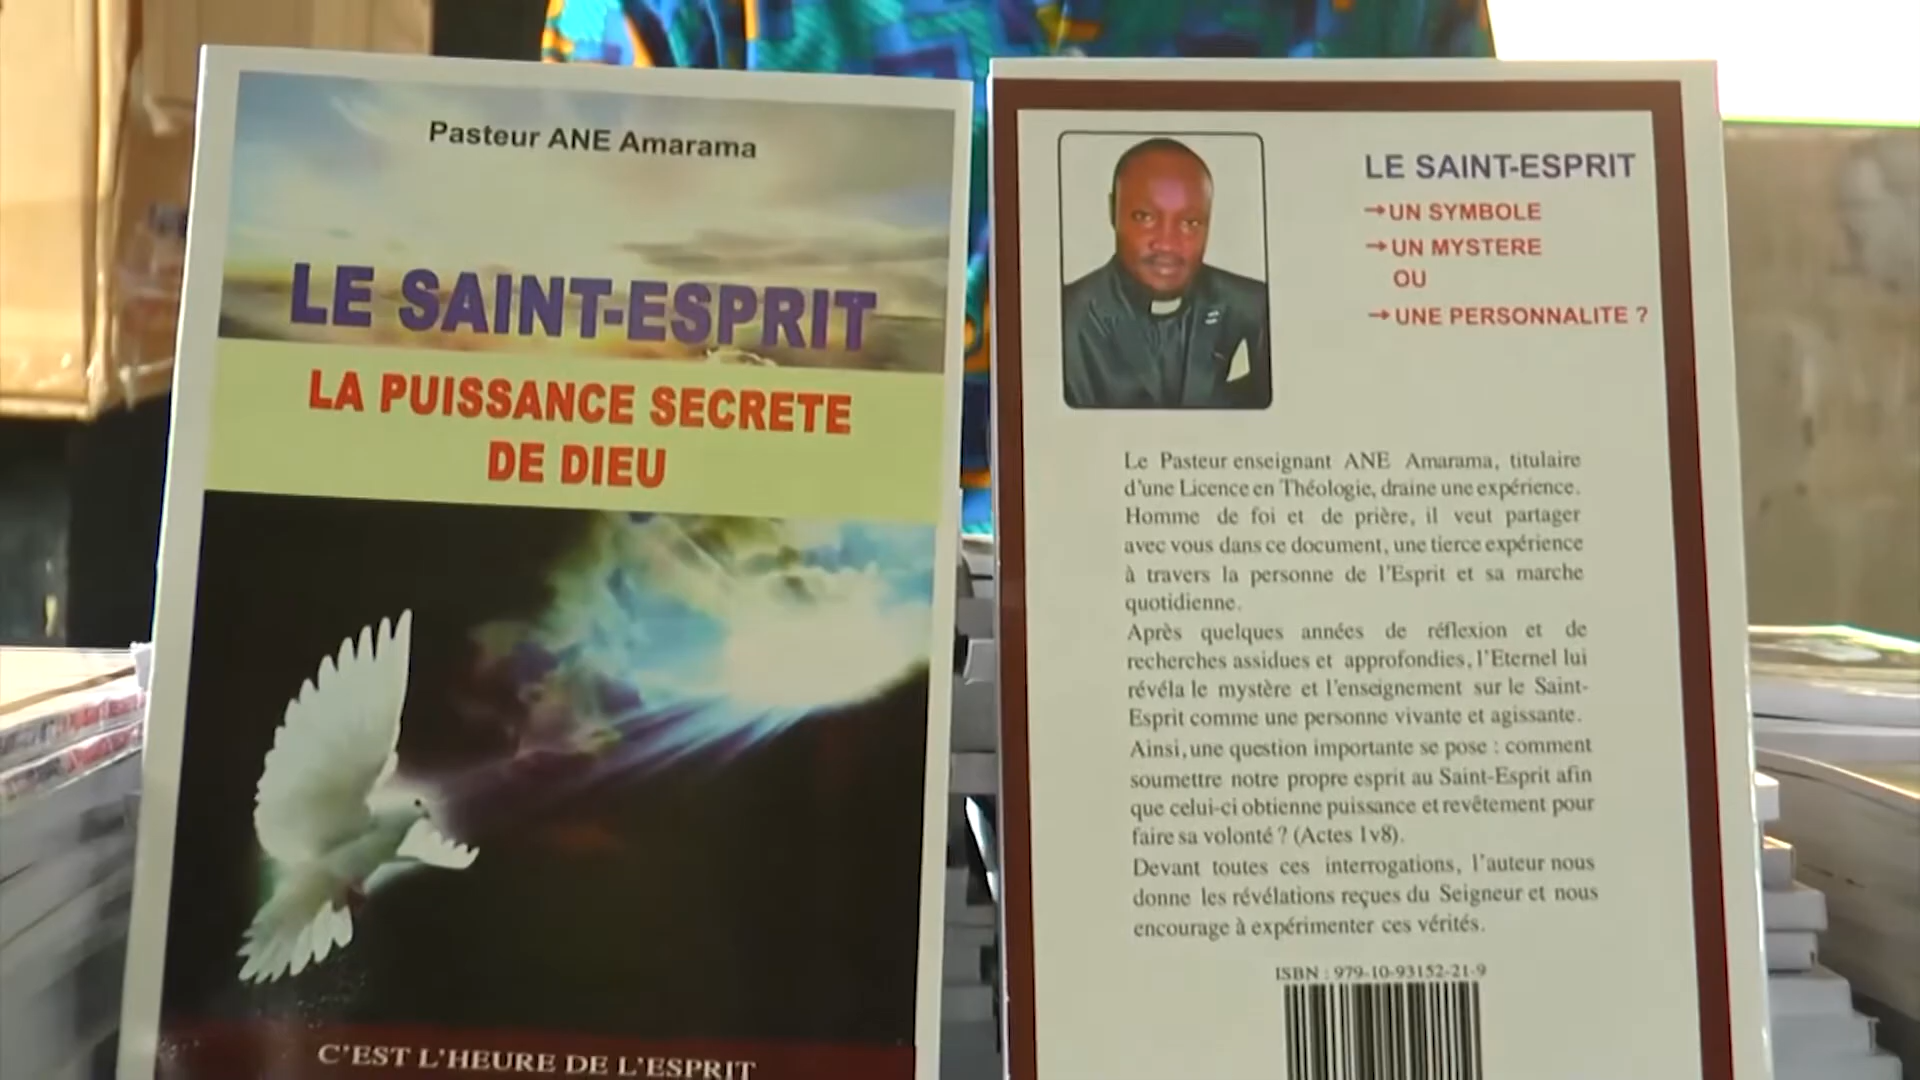 Pasteur ANE Amarama
LE SAINT-ESPRIT
LA PUISSANCE SECRETE
DE DIEU
C'EST L'HEURE DE L'ESPRIT
LE SAINT-ESPRIT
→UN SYMBOLE
→UN MYSTERE
OU
→UNE PERSONNALITE ?
Le Pasteur enseignant ANE Amarama, titulaire
d'une Licence en Théologie, draine une expérience.
Homme de foi et de prière, il veut partager
avec vous dans ce document, une tierce expérience
à travers la personne de l'Esprit et sa marche
quotidienne.
Après quelques années de réflexion et de
recherches assidues et approfondies, l'Eternel lui
révéla le mystère et l'enseignement sur le Saint-
Esprit comme une personne vivante et agissante.
Ainsi, une question importante se pose : comment
soumettre notre propre esprit au Saint-Esprit afin
que celui-ci obtienne puissance et revêtement pour
faire sa volonté ? (Actes 1v8).
Devant toutes ces interrogations, l'auteur nous
donne les révélations reçues du Seigneur et nous
encourage à expérimenter ces vérités.
ISBN : 979-10-93152-21-9